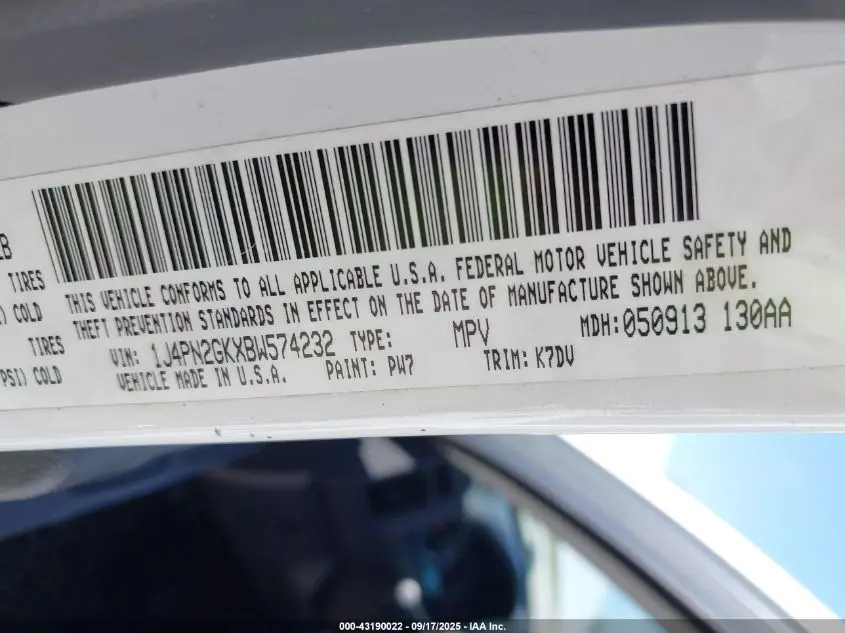 2B
TIRES
) COLD
TIRES
PSI) COLD
THIS VEHICLE CONFORMS TO ALL APPLICABLE U.S.A. FEDERAL MOTOR VEHICLE SAFETY AND
THEFT PREVENTION STANDARDS IN EFFECT ON THE DATE OF MANUFACTURE SHOWN ABOVE.
VIN: 1J4PN2GKXBW574232 TYPE: MPV MDH: 050913 130AA
VEHICLE MADE IN U.S.A. PAINT: PW7 TRIM: K7DV
000-43190022 - 09/17/2025 - IAA Inc.